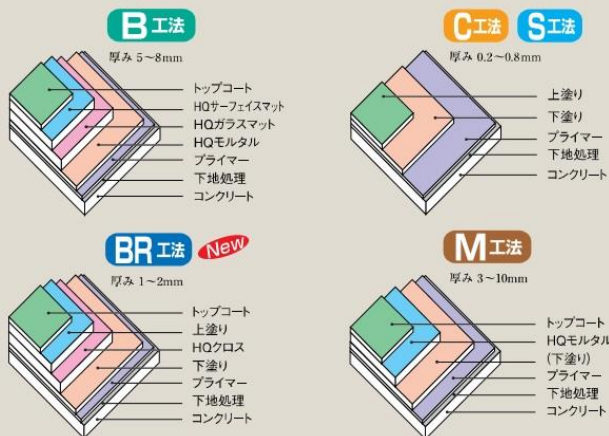 B工法
厚み 5〜8mm
トップコート
HQサーフェイスマット
HQガラスマット
HQモルタル
プライマー
下地処理
コンクリート
C工法 S工法
厚み 0.2〜0.8mm
上塗り
下塗り
プライマー
下地処理
コンクリート
BR工法 New
厚み 1〜2mm
トップコート
上塗り
HQクロス
下塗り
プライマー
下地処理
コンクリート
M工法
厚み 3〜10mm
トップコート
HQモルタル
(下塗り)
プライマー
下地処理
コンクリート